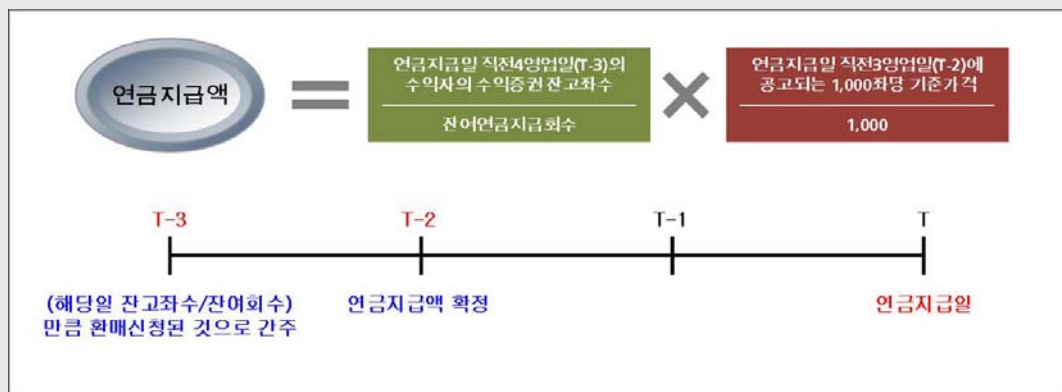 연금지급액
=
연금지급일 직전4영업일(T-3)의
수익자의 수익증권 잔고좌수
잔여연금지급회수
×
연금지급일 직전3영업일(T-2)에
공고되는 1,000좌당 기준가격
1,000
T-3
T-2
T-1
T
(해당일 잔고좌수/잔여회수)
만큼 환매신청된 것으로 간주
연금지급액 확정
연금지급일